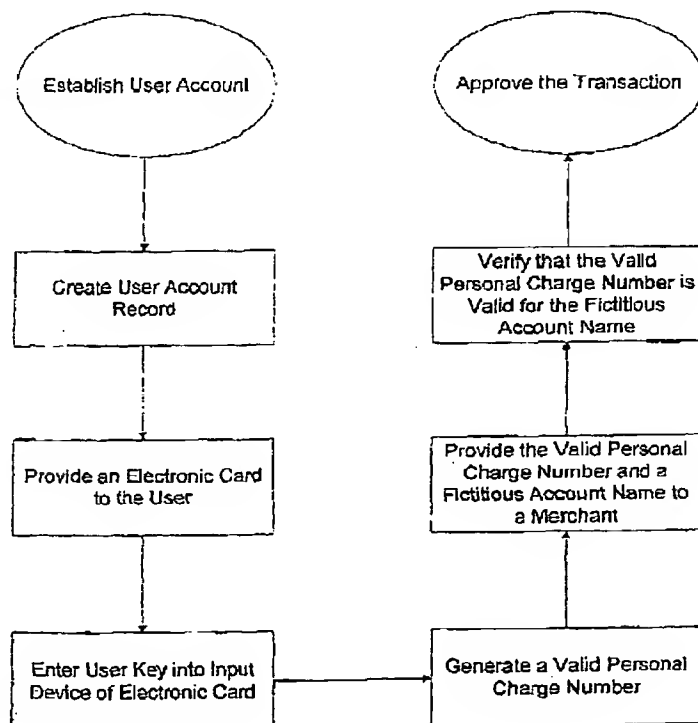 Establish User Account
Create User Account
Record
Provide an Electronic Card
to the User
Enter User Key into Input
Device of Electronic Card
Generate a Valid Personal
Charge Number
Provide the Valid Personal
Charge Number and a
Fictitious Account Name to
a Merchant
Verify that the Valid
Personal Charge Number is
Valid for the Fictitious
Account Name
Approve the Transaction